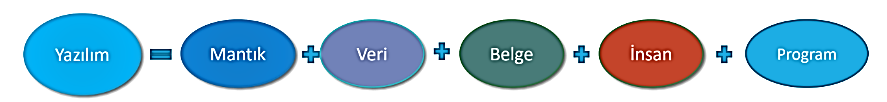 Yazılım = Mantık + Veri + Belge + İnsan + Program